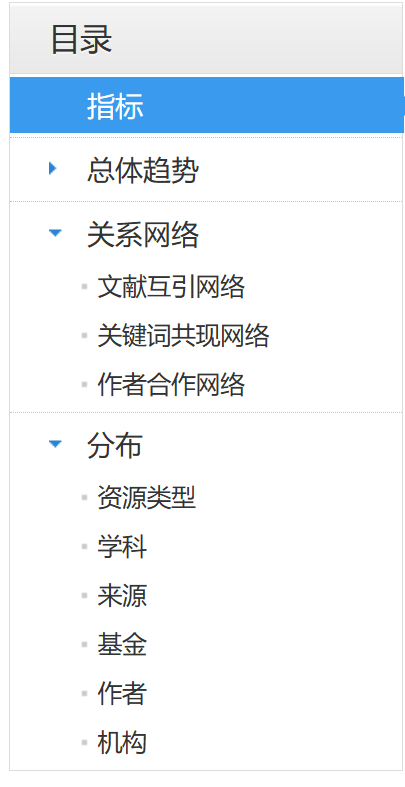 目录
指标
总体趋势
关系网络
文献互引网络
关键词共现网络
作者合作网络
分布
资源类型
学科
来源
基金
作者
机构